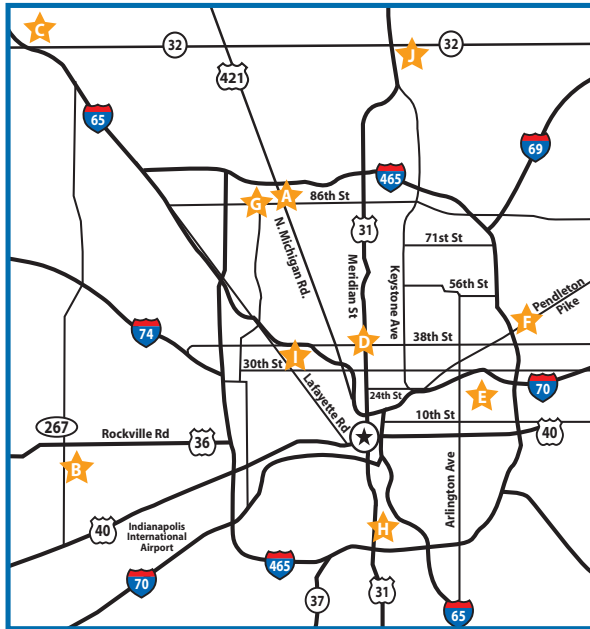 C
32
J
32
421
65
69
465
86th St
A
G
31
71st St
N. Michigan Rd.
Meridian St
Keystone Ave
56th St
Pendleton
Pike
F
74
D
38th St
I
30th St
70
24th St
E
Lafayette Rd
10th St
267
Rockville Rd
36
40
B
Arlington Ave
40
Indianapolis
International
Airport
H
465
70
37
31
65